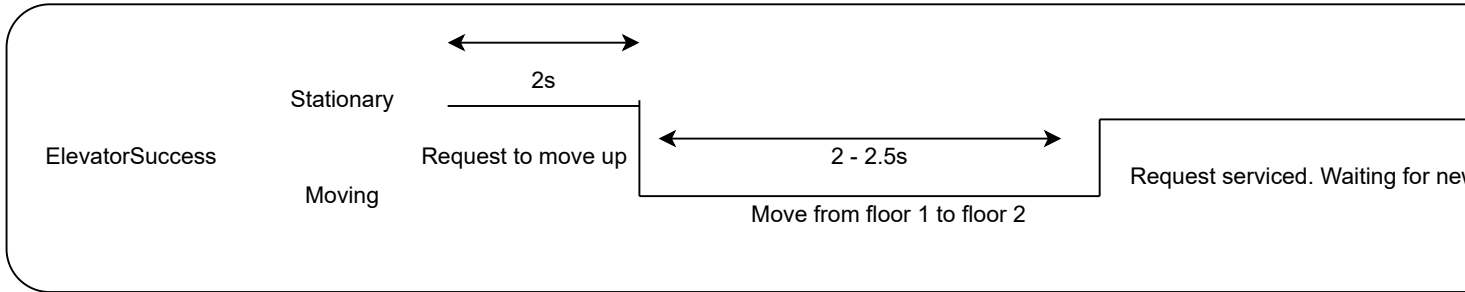 2s
Stationary
ElevatorSuccess
Request to move up
2 - 2.5s
Moving
Request serviced. Waiting for
Move from floor 1 to floor 2